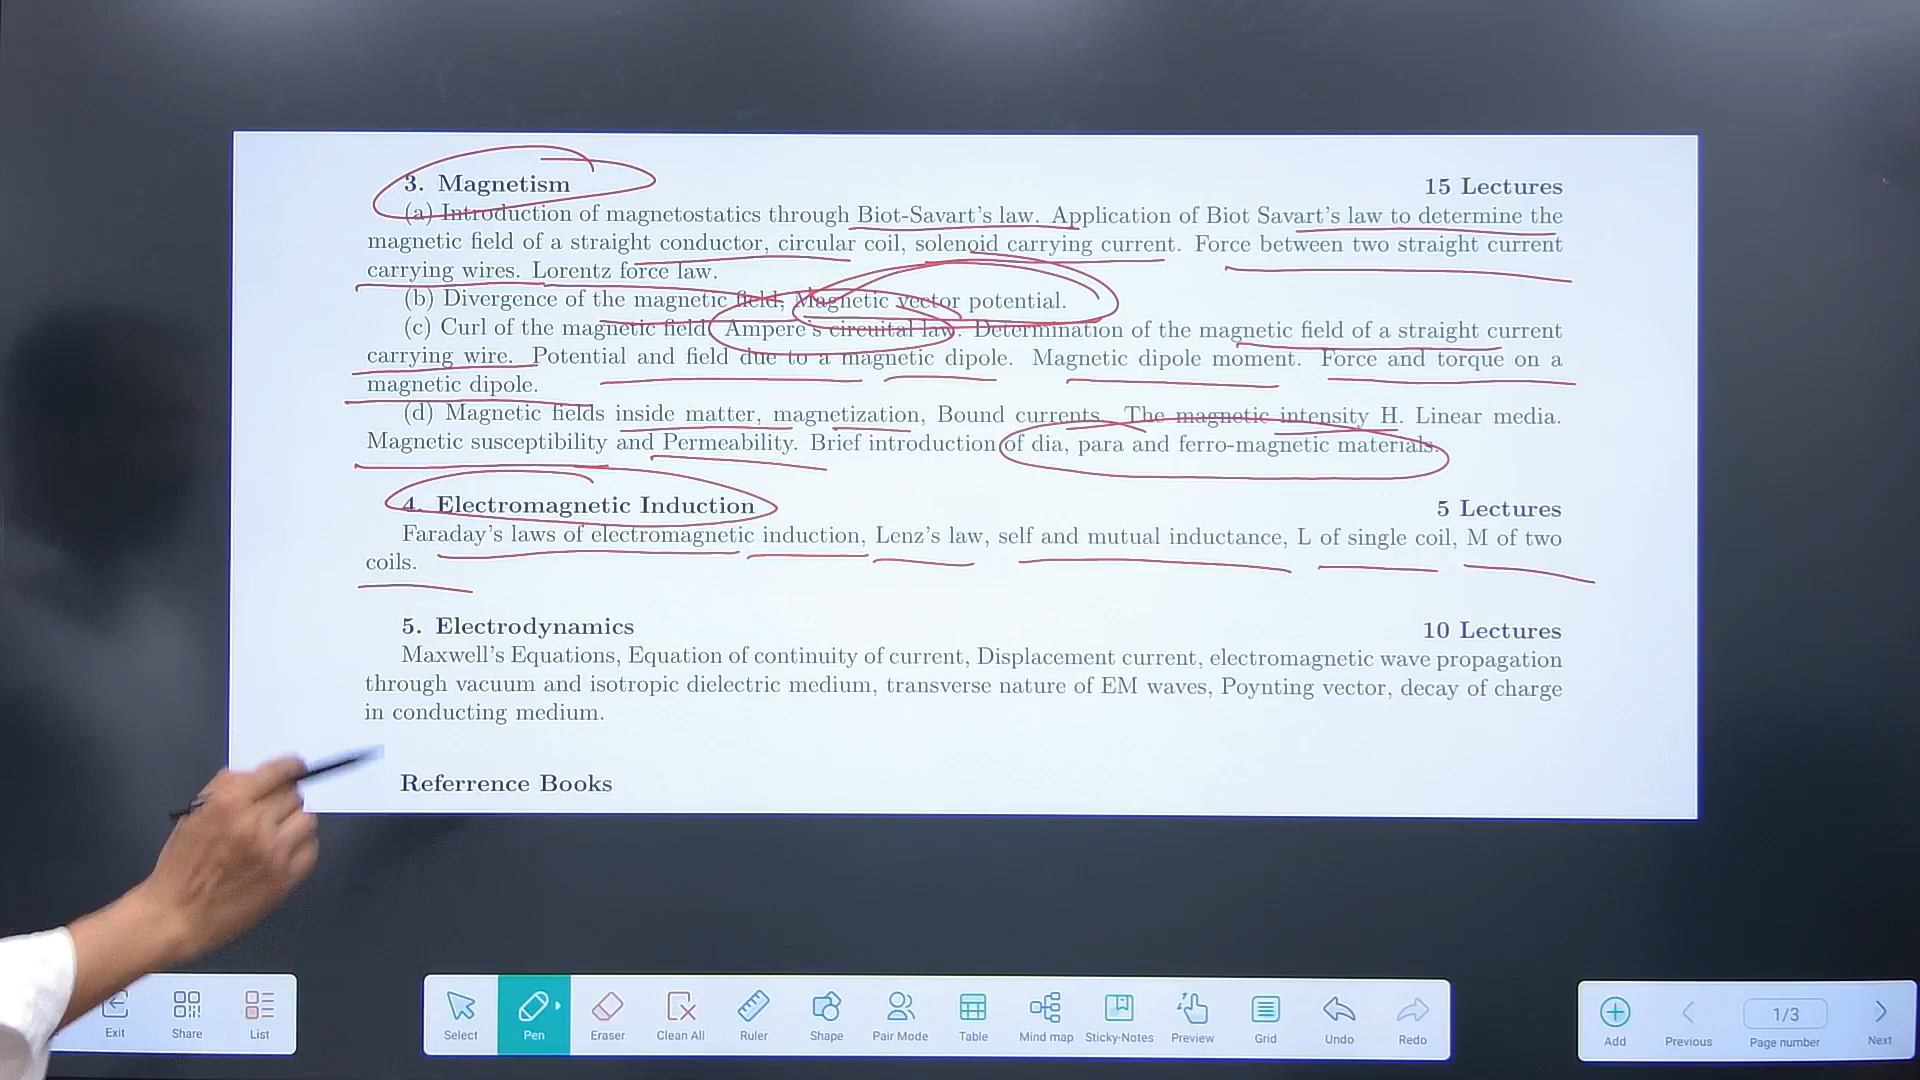 3. Magnetism 15 Lectures
(a) Introduction of magnetostatics through Biot-Savart's law. Application of Biot Savart's law to determine the
magnetic field of a straight conductor, circular coil, solenoid carrying current. Force between two straight current
carrying wires. Lorentz force law.
(b) Divergence of the magnetic field, Magnetic vector potential.
(c) Curl of the magnetic field. Ampere's circuital law. Determination of the magnetic field of a straight current
carrying wire. Potential and field due to a magnetic dipole. Magnetic dipole moment. Force and torque on a
magnetic dipole.
(d) Magnetic fields inside matter, magnetization, Bound currents. The magnetic intensity H. Linear media.
Magnetic susceptibility and Permeability. Brief introduction of dia, para and ferro-magnetic materials.
4. Electromagnetic Induction 5 Lectures
Faraday's laws of electromagnetic induction, Lenz's law, self and mutual inductance, L of single coil, M of two
coils.
5. Electrodynamics 10 Lectures
Maxwell's Equations, Equation of continuity of current, Displacement current, electromagnetic wave propagation
through vacuum and isotropic dielectric medium, transverse nature of EM waves, Poynting vector, decay of charge
in conducting medium.
Referrence Books
Exit Share List Select Pen Eraser Clean All Ruler Shape Pair Mode Table Mind map Sticky-Notes Preview Grid Undo Redo Add Previous 1/3 Page number Next